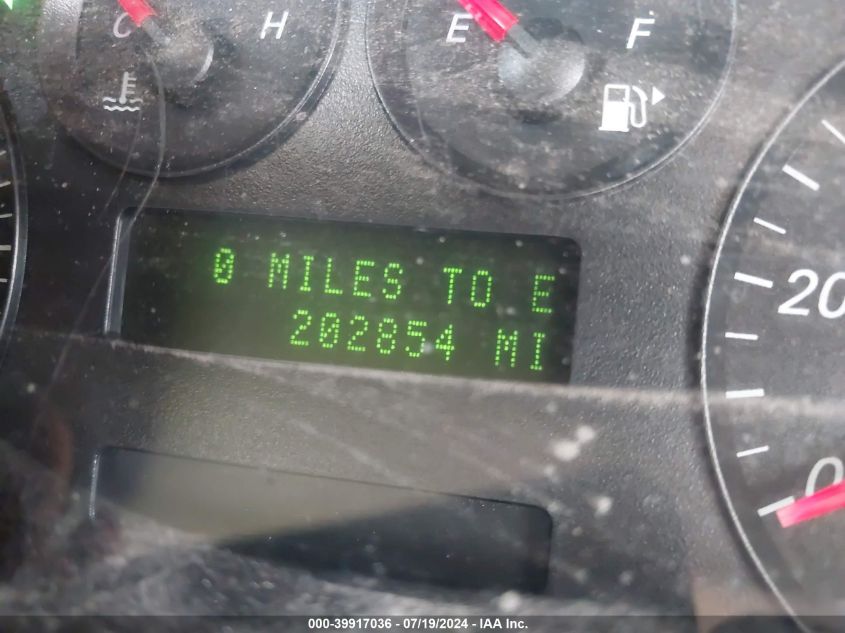 C H
E F
0 MILES TO E
202854 MI
20
0
000-39917036 - 07/19/2024 - IAA Inc.